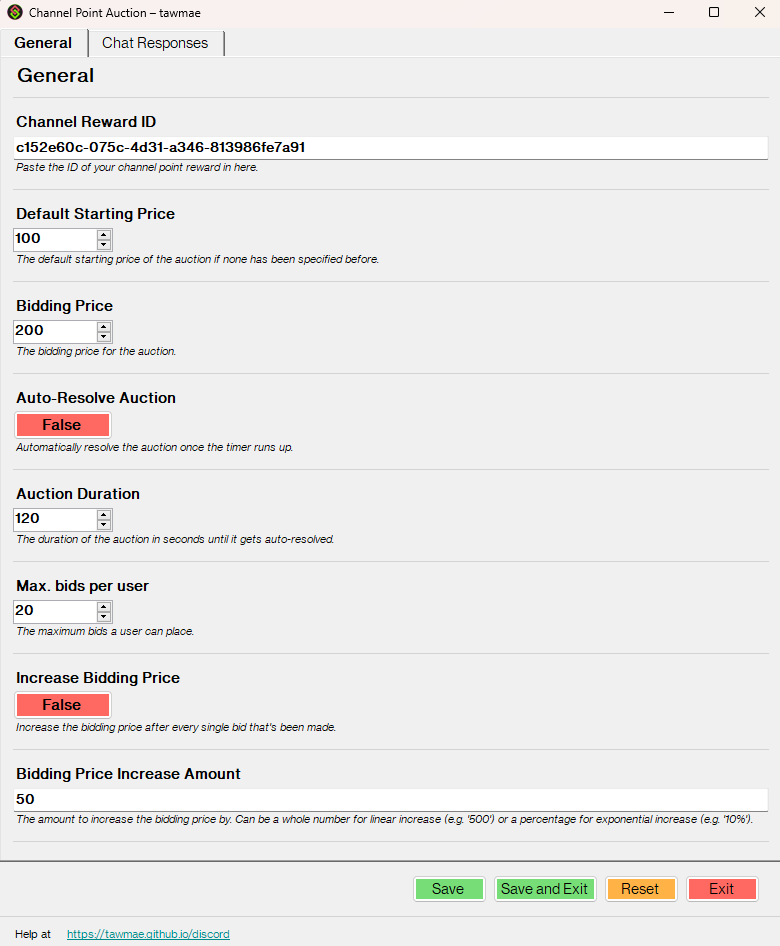 Channel Point Auction – tawmae
General
Chat Responses
General
Channel Reward ID
c152e60c-075c-4d31-a346-813986fe7a91
Paste the ID of your channel point reward in here.
Default Starting Price
100
The default starting price of the auction if none has been specified before.
Bidding Price
200
The bidding price for the auction.
Auto-Resolve Auction
False
Automatically resolve the auction once the timer runs up.
Auction Duration
120
The duration of the auction in seconds until it gets auto-resolved.
Max. bids per user
20
The maximum bids a user can place.
Increase Bidding Price
False
Increase the bidding price after every single bid that's been made.
Bidding Price Increase Amount
50
The amount to increase the bidding price by. Can be a whole number for linear increase (e.g. '500') or a percentage for exponential increase (e.g. '10%').
Save
Save and Exit
Reset
Exit
Help at https://tawmae.github.io/discord